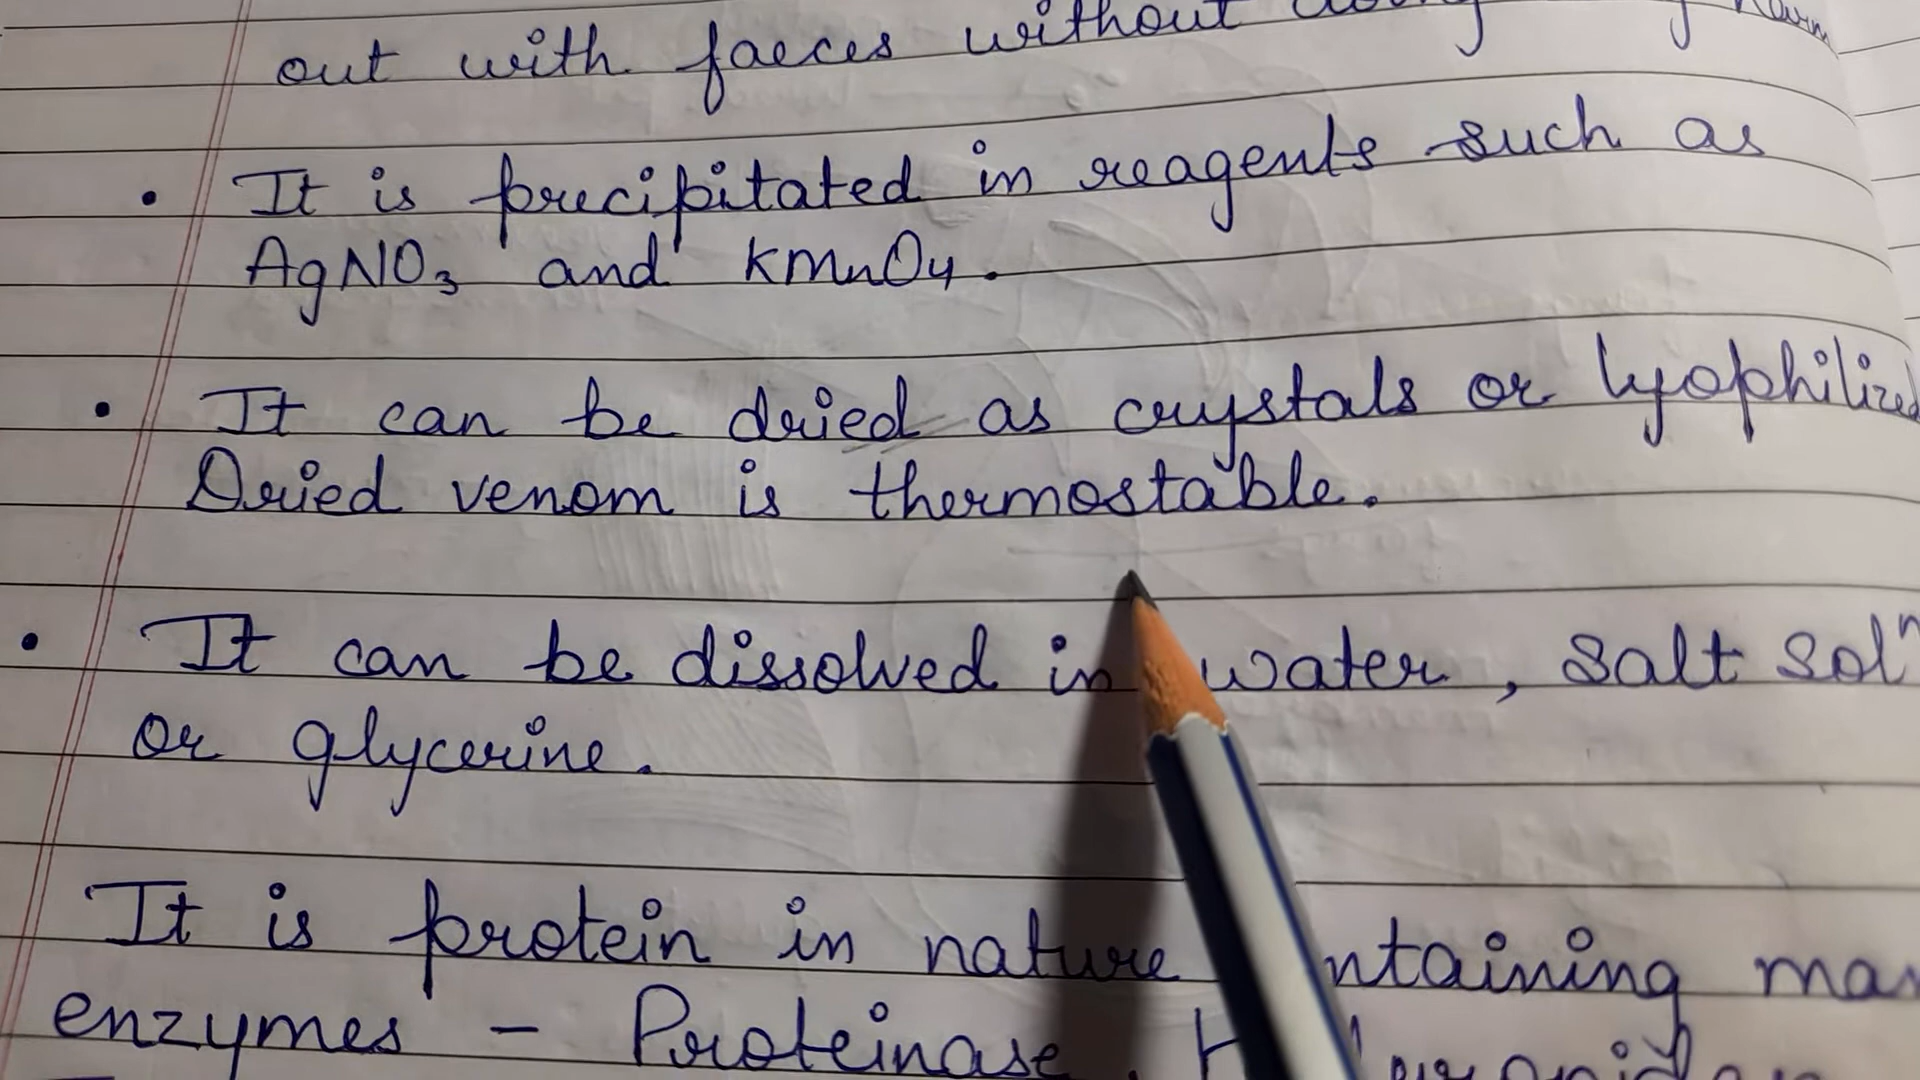 out with faeces without
• It is precipitated in reagents such as
AgNO3 and KMnO4.
• It can be dried as crystals or lyophilized
Dried venom is thermostable.
• It can be dissolved in water, salt solⁿ
or glycerine.
It is protein in nature
enzymes - Proteinase,